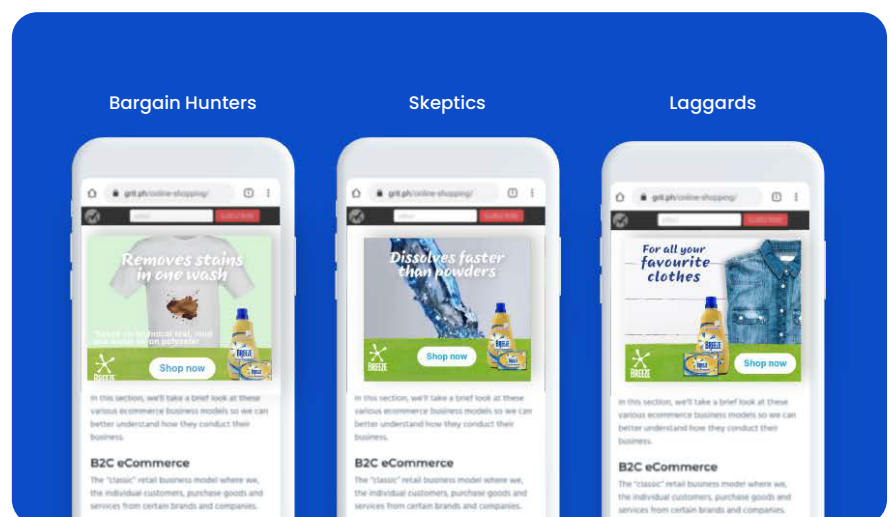 Bargain Hunters
Skeptics
Laggards
grit.ph/online-shopping/
Removes stains
in one wash
BREEZE
BREEZE
Shop now
In this section, we'll take a brief look at these
various ecommerce business models so we can
better understand how they conduct their
business.
B2C eCommerce
The "classic" retail business model where we,
the individual customers, purchase goods and
services from certain brands and companies.
grit.ph/online-shopping/
Dissolves faster
than powders
BREEZE
BREEZE
Shop now
In this section, we'll take a brief look at these
various ecommerce business models so we can
better understand how they conduct their
business.
B2C eCommerce
The "classic" retail business model where we,
the individual customers, purchase goods and
services from certain brands and companies.
grit.ph/online-shopping/
For all your
favourite
clothes
BREEZE
BREEZE
Shop now
In this section, we'll take a brief look at these
various ecommerce business models so we can
better understand how they conduct their
business.
B2C eCommerce
The "classic" retail business model where we,
the individual customers, purchase goods and
services from certain brands and companies.